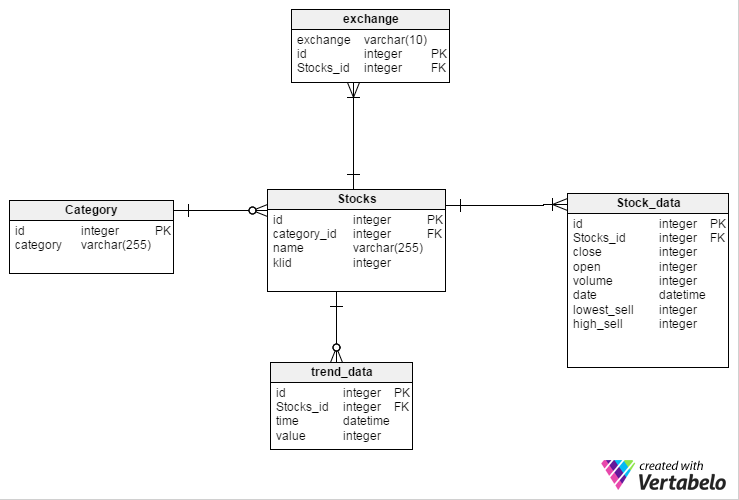 exchange
exchange varchar(10)
id integer PK
Stocks_id integer FK
Category
id integer PK
category varchar(255)
Stocks
id integer PK
category_id integer FK
name varchar(255)
klid integer
Stock_data
id integer PK
Stocks_id integer FK
close integer
open integer
volume integer
date datetime
lowest_sell integer
high_sell integer
trend_data
id integer PK
Stocks_id integer FK
time datetime
value integer
created with
Vertabelo